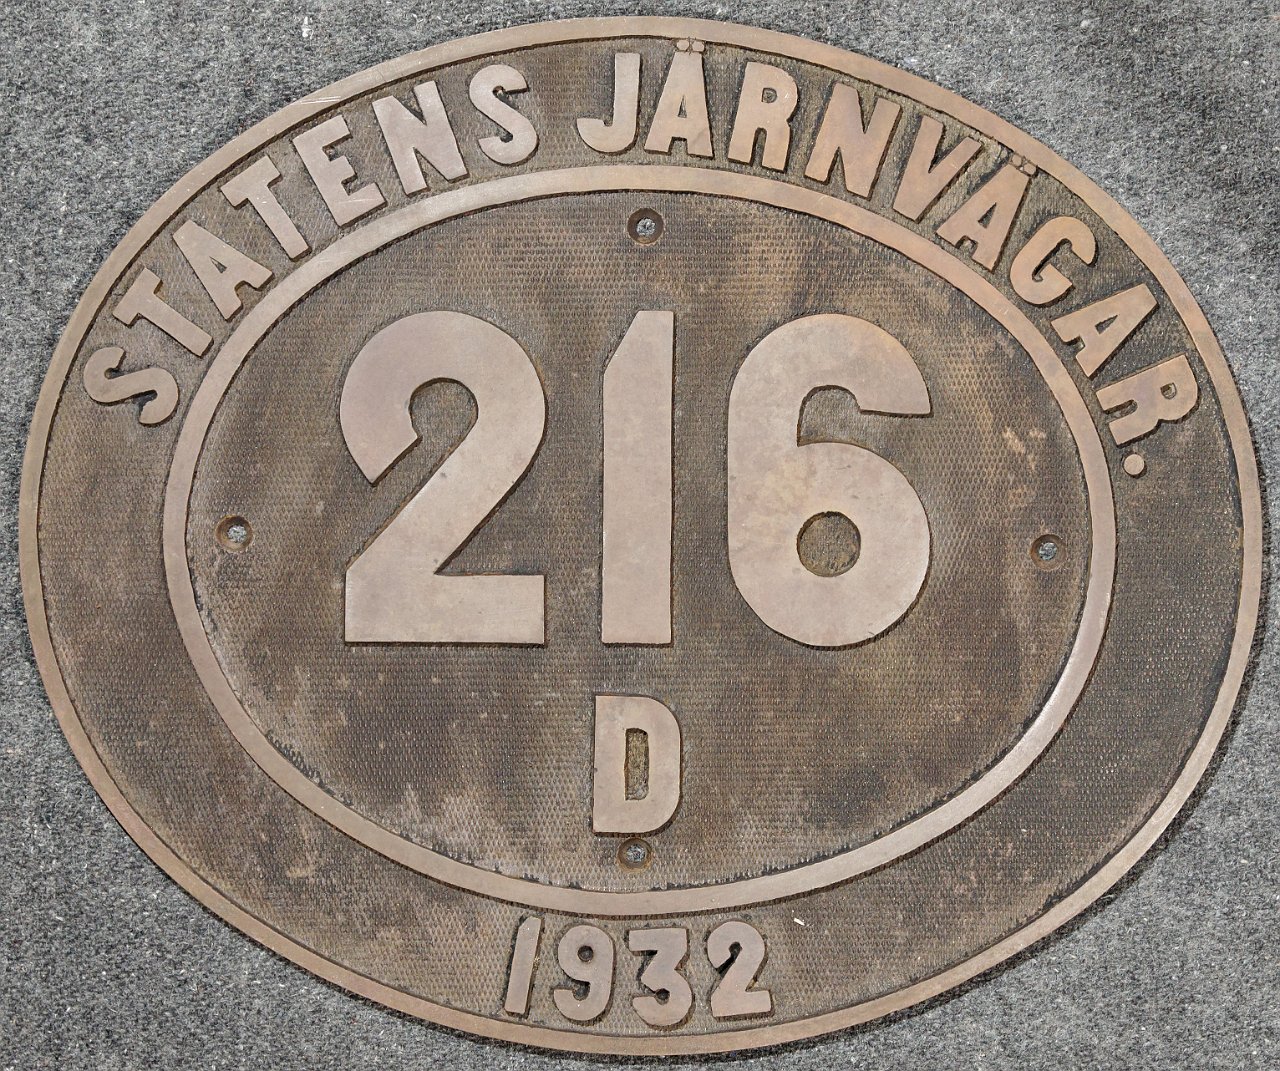 STATENS JÄRNVÄGAR.
216
D
1932